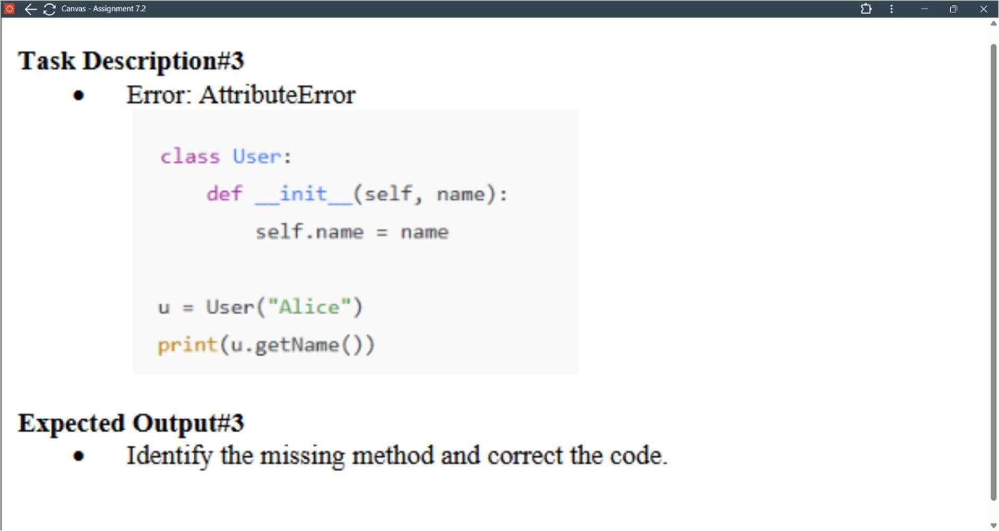 Canvas - Assignment 7.2
Task Description#3
• Error: AttributeError
class User:
    def __init__(self, name):
        self.name = name
u = User("Alice")
print(u.getName())
Expected Output#3
• Identify the missing method and correct the code.